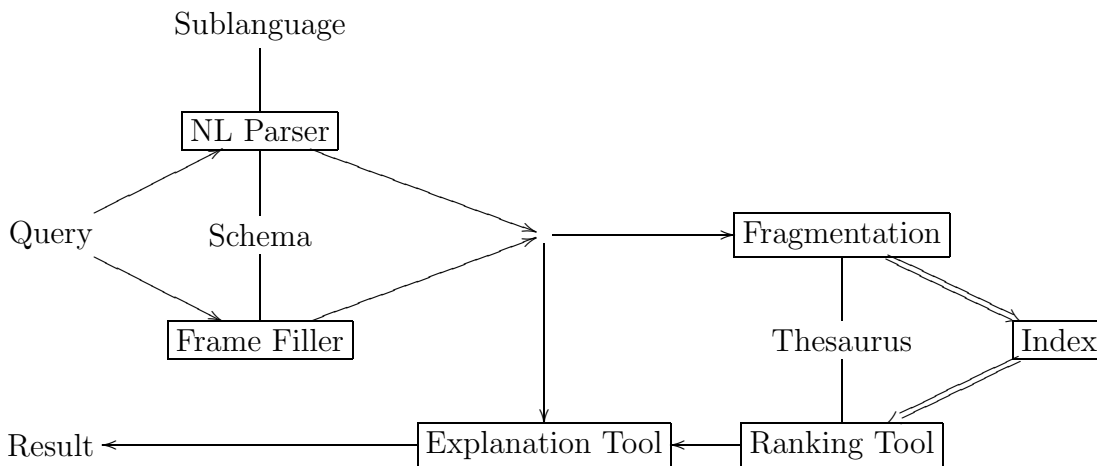 Sublanguage
NL Parser
Query
Schema
Fragmentation
Frame Filler
Thesaurus
Index
Result
Explanation Tool
Ranking Tool